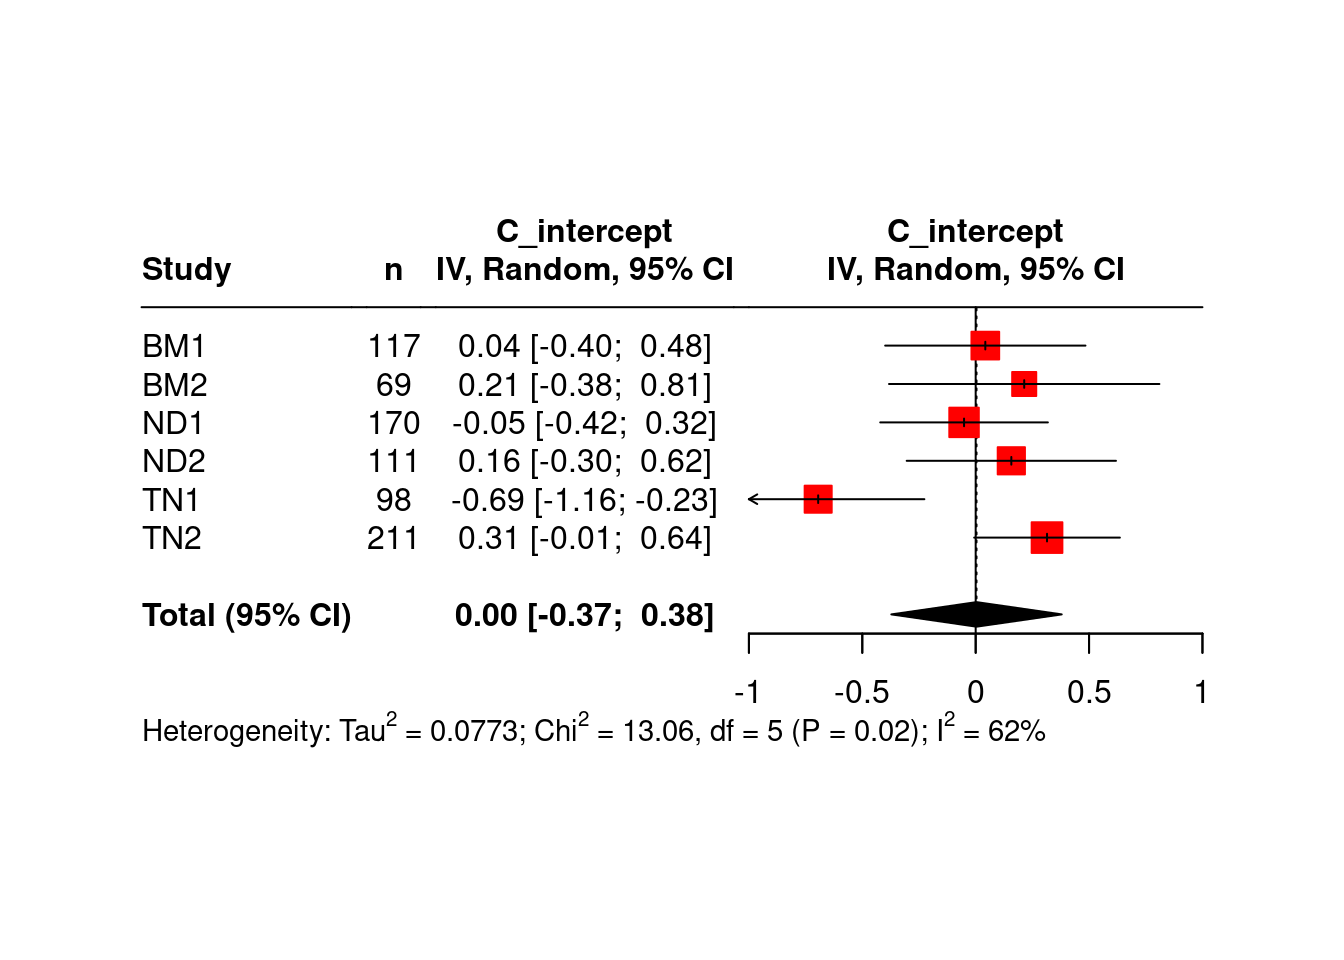 C_intercept C_intercept
Study n IV, Random, 95% CI IV, Random, 95% CI
BM1 117 0.04 [-0.40; 0.48]
BM2 69 0.21 [-0.38; 0.81]
ND1 170 -0.05 [-0.42; 0.32]
ND2 111 0.16 [-0.30; 0.62]
TN1 98 -0.69 [-1.16; -0.23]
TN2 211 0.31 [-0.01; 0.64]
Total (95% CI) 0.00 [-0.37; 0.38]
-1 -0.5 0 0.5 1
Heterogeneity: Tau² = 0.0773; Chi² = 13.06, df = 5 (P = 0.02); I² = 62%